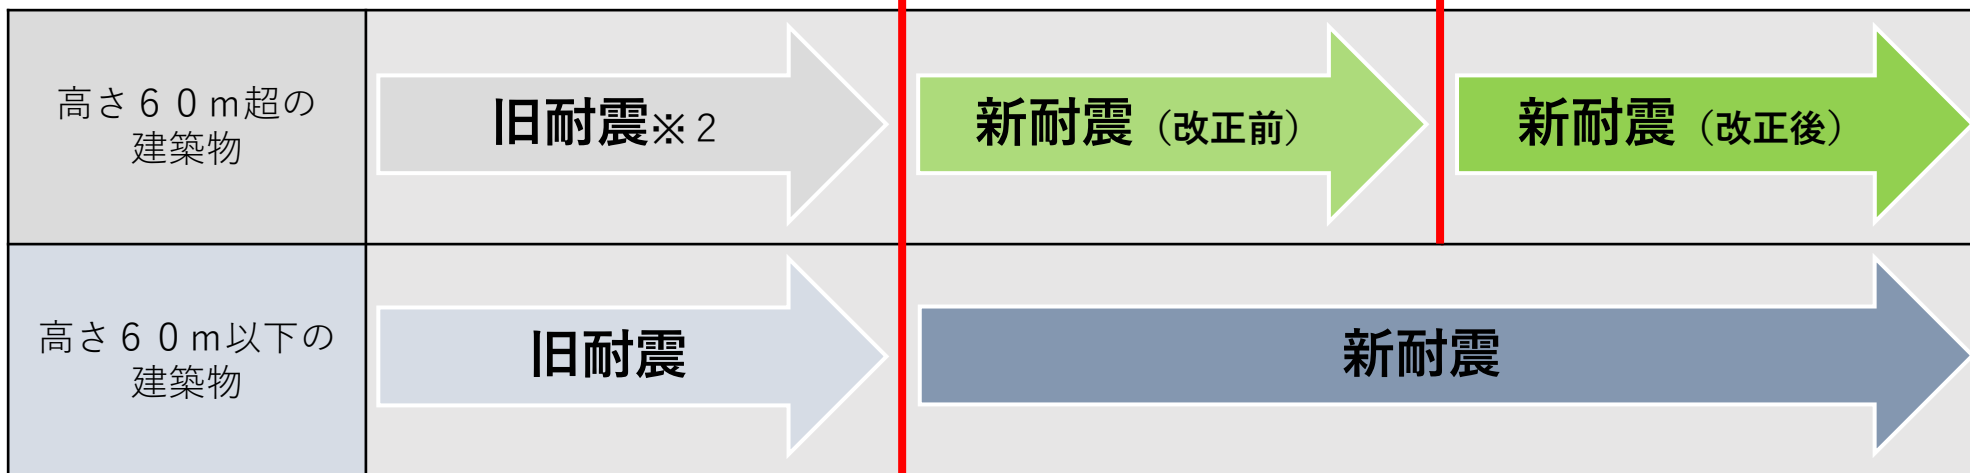 高さ６０ｍ超の
建築物
旧耐震※２
新耐震（改正前）
新耐震（改正後）
高さ６０ｍ以下の
建築物
旧耐震
新耐震